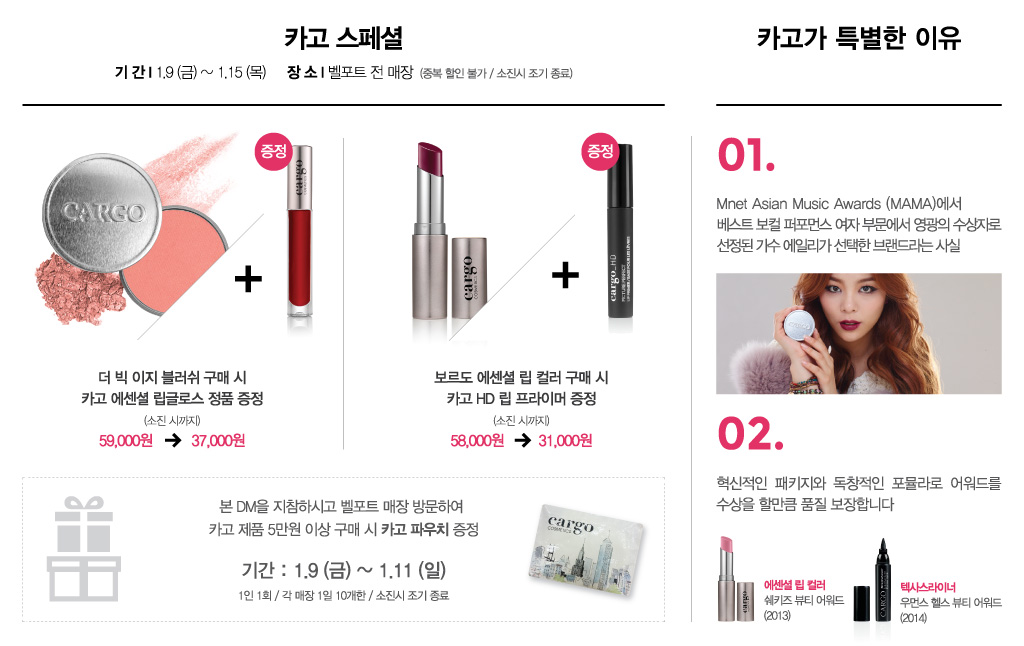 카고 스페셜
기 간 I 1.9 (금) ~ 1.15 (목) 장 소 I 벨포트 전 매장 (중복 할인 불가 / 소진시 조기 종료)
CARGO
증정
cargo
+
더 빅 이지 블러쉬 구매 시
카고 에센셜 립글로스 정품 증정
(소진 시까지)
59,000원 → 37,000원
증정
cargo
COSMETICS
cargo_HD
PICTURE PERFECT
+
보르도 에센셜 립 컬러 구매 시
카고 HD 립 프라이머 증정
(소진 시까지)
58,000원 → 31,000원
본 DM을 지참하시고 벨포트 매장 방문하여
카고 제품 5만원 이상 구매 시 카고 파우치 증정
기간 : 1.9 (금) ~ 1.11 (일)
1인 1회 / 각 매장 1일 10개한 / 소진시 조기 종료
cargo
COSMETICS
카고가 특별한 이유
01.
Mnet Asian Music Awards (MAMA)에서
베스트 보컬 퍼포먼스 여자 부문에서 영광의 수상자로
선정된 가수 에일리가 선택한 브랜드라는 사실
CARGO
02.
혁신적인 패키지와 독창적인 포뮬라로 어워드를
수상을 할만큼 품질 보장합니다
cargo
에센셜 립 컬러
쉐키즈 뷰티 어워드
(2013)
CARGO
텍사스라이너
우먼스 헬스 뷰티 어워드
(2014)